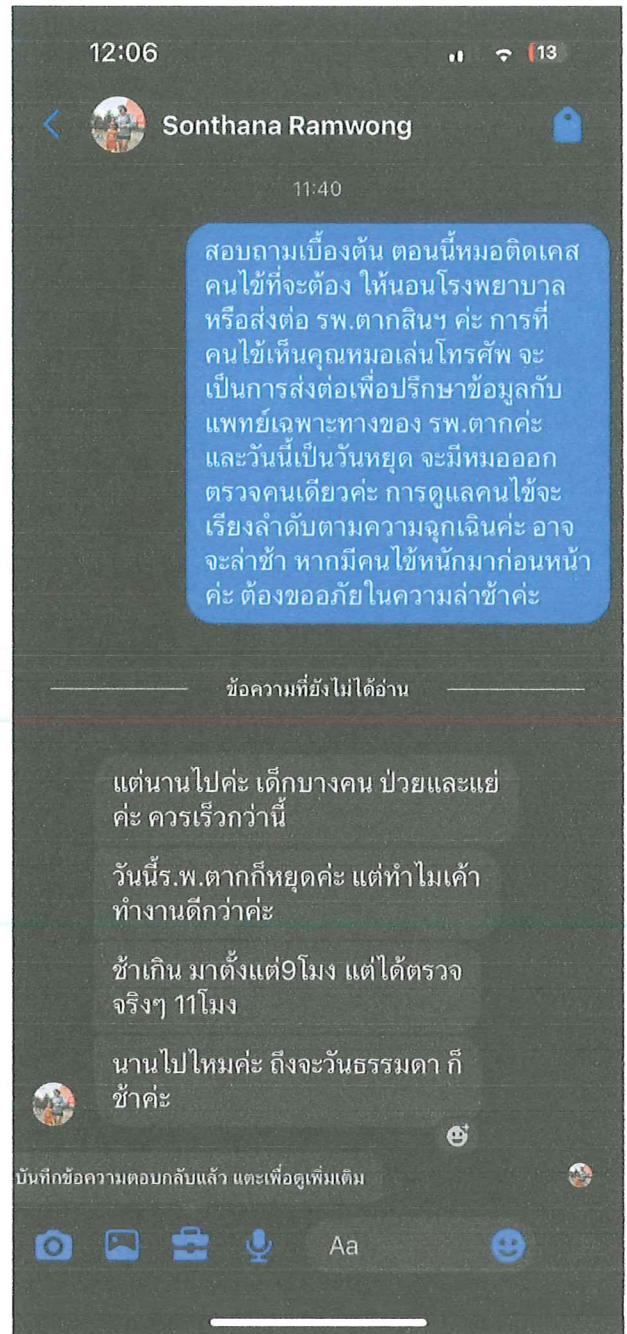 12:06
13
Sonthana Ramwong
11:40
สอบถามเบื้องต้น ตอนนี้หมอติดเคส
คนไข้ที่จะต้อง ให้นอนโรงพยาบาล
หรือส่งต่อ รพ.ตากสินฯ ค่ะ การที่
คนไข้เห็นคุณหมอเล่นโทรศัพ จะ
เป็นการส่งต่อเพื่อปรึกษาข้อมูลกับ
แพทย์เฉพาะทางของ รพ.ตากค่ะ
และวันนี้เป็นวันหยุด จะมีหมอออก
ตรวจคนเดียวค่ะ การดูแลคนไข้จะ
เรียงลำดับตามความฉุกเฉินค่ะ อาจ
จะล่าช้า หากมีคนไข้หนักมาก่อนหน้า
ค่ะ ต้องขออภัยในความล่าช้าค่ะ
ข้อความที่ยังไม่ได้อ่าน
แต่นานไปค่ะ เด็กบางคน ป่วยและแย่
ค่ะ ควรเร็วกว่านี้
วันนี้ร.พ.ตากก็หยุดค่ะ แต่ทำไมเค้า
ทำงานดีกว่าค่ะ
ช้าเกิน มาตั้งแต่9โมง แต่ได้ตรวจ
จริงๆ 11โมง
นานไปไหมค่ะ ถึงจะวันธรรมดา ก็
ช้าค่ะ
บันทึกข้อความตอบกลับแล้ว แตะเพื่อดูเพิ่มเติม
Aa